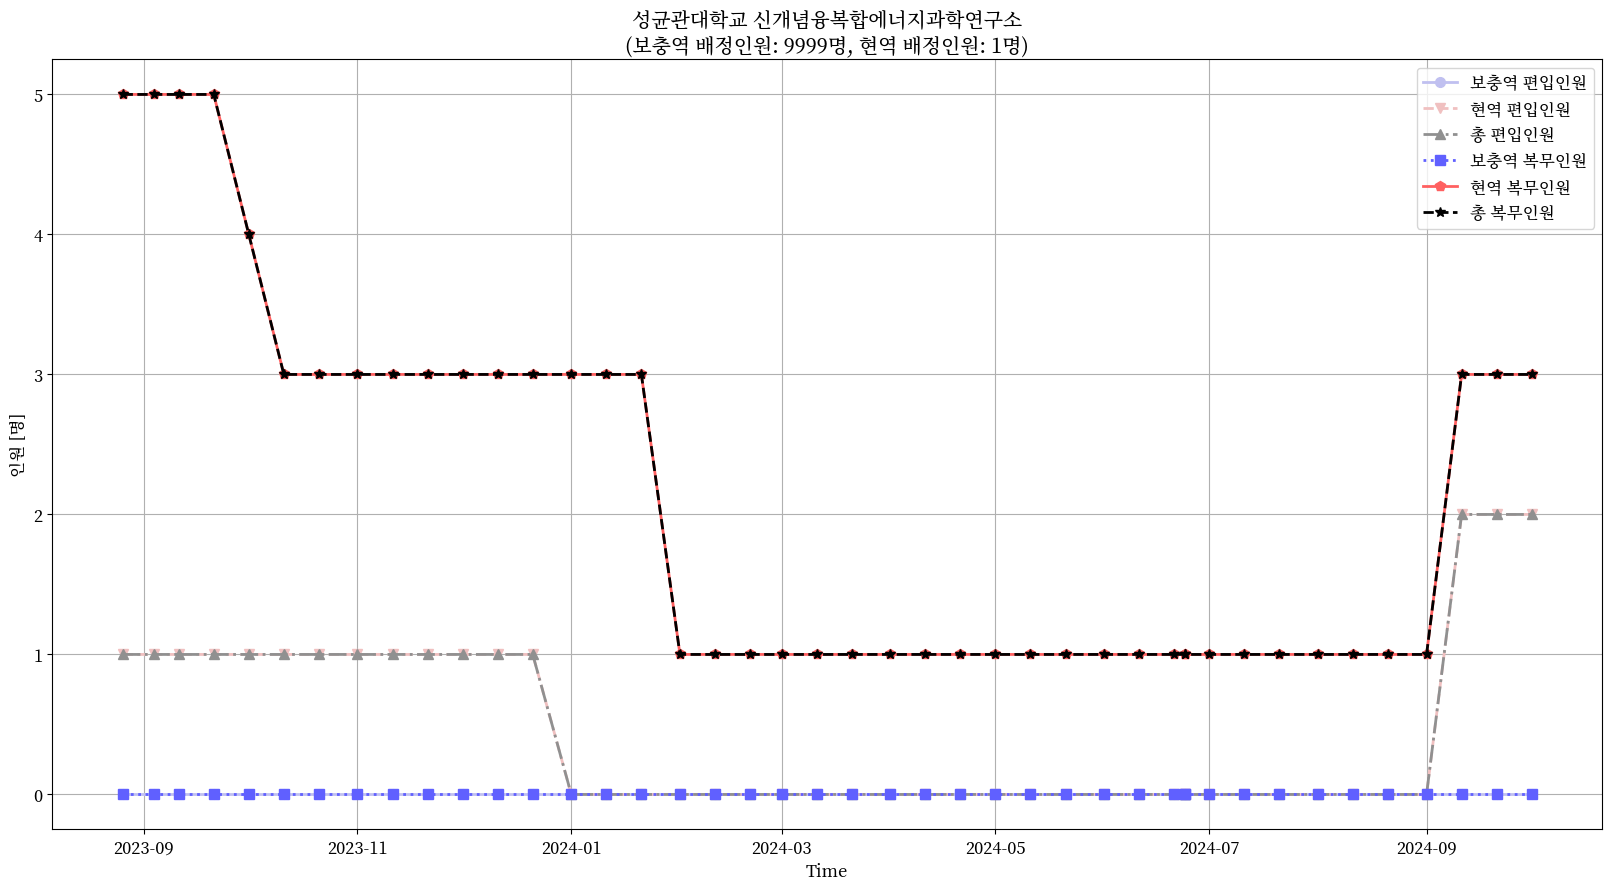 성균관대학교 신개념융복합에너지과학연구소
(보충역 배정인원: 9999명, 현역 배정인원: 1명)
보충역 편입인원
현역 편입인원
총 편입인원
보충역 복무인원
현역 복무인원
총 복무인원
인원 [명]
5
4
3
2
1
0
2023-09
2023-11
2024-01
2024-03
2024-05
2024-07
2024-09
Time